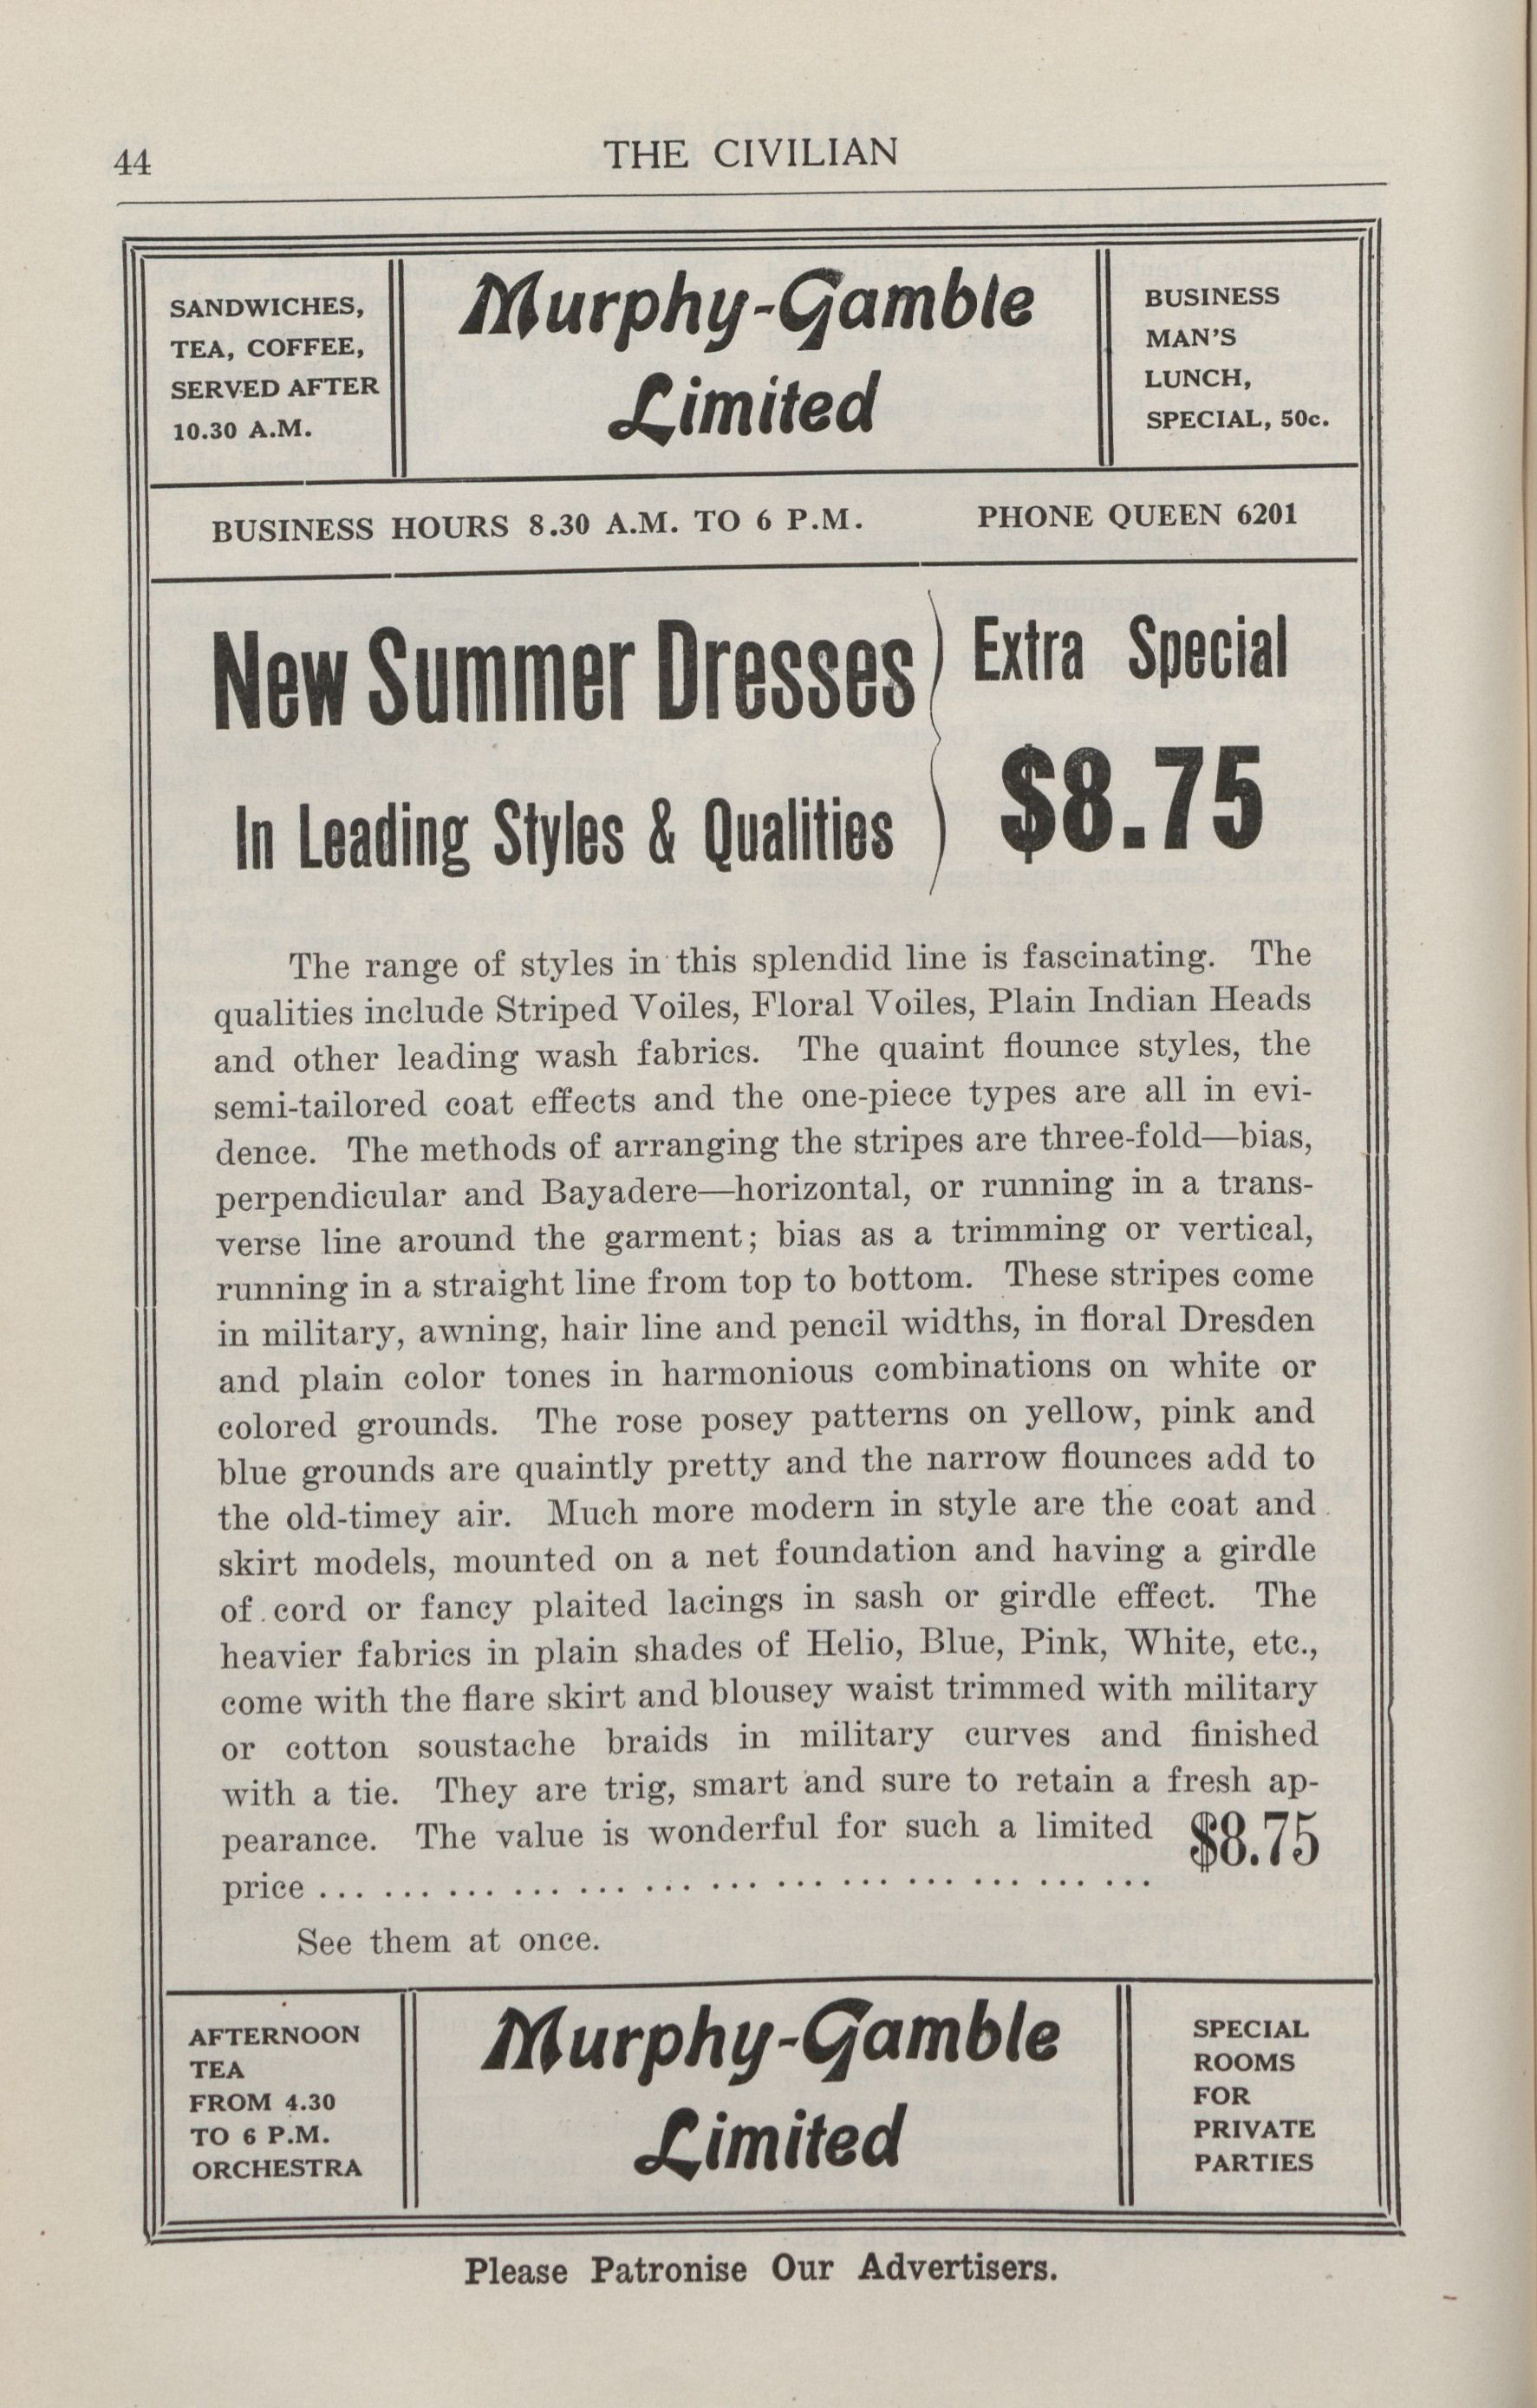 44
THE CIVILIAN
SANDWICHES,
TEA, COFFEE,
SERVED AFTER
10.30 A.M.
Murphy-Gamble
Limited
BUSINESS
MAN'S
LUNCH,
SPECIAL, 50c.
BUSINESS HOURS 8.30 A.M. TO 6 P.M.
PHONE QUEEN 6201
New Summer Dresses
In Leading Styles & Qualities
Extra Special
$8.75
The range of styles in this splendid line is fascinating. The
qualities include Striped Voiles, Floral Voiles, Plain Indian Heads
and other leading wash fabrics. The quaint flounce styles, the
semi-tailored coat effects and the one-piece types are all in evi-
dence. The methods of arranging the stripes are three-fold—bias,
perpendicular and Bayadere—horizontal, or running in a trans-
verse line around the garment; bias as a trimming or vertical,
running in a straight line from top to bottom. These stripes come
in military, awning, hair line and pencil widths, in floral Dresden
and plain color tones in harmonious combinations on white or
colored grounds. The rose posey patterns on yellow, pink and
blue grounds are quaintly pretty and the narrow flounces add to
the old-timey air. Much more modern in style are the coat and
skirt models, mounted on a net foundation and having a girdle
of cord or fancy plaited lacings in sash or girdle effect. The
heavier fabrics in plain shades of Helio, Blue, Pink, White, etc.,
come with the flare skirt and blousey waist trimmed with military
or cotton soustache braids in military curves and finished
with a tie. They are trig, smart and sure to retain a fresh ap-
pearance. The value is wonderful for such a limited
price ... ... ... ... ... ... ... ... ... ... ... ... ... $8.75
See them at once.
AFTERNOON
TEA
FROM 4.30
TO 6 P.M.
ORCHESTRA
Murphy-Gamble
Limited
SPECIAL
ROOMS
FOR
PRIVATE
PARTIES
Please Patronise Our Advertisers.